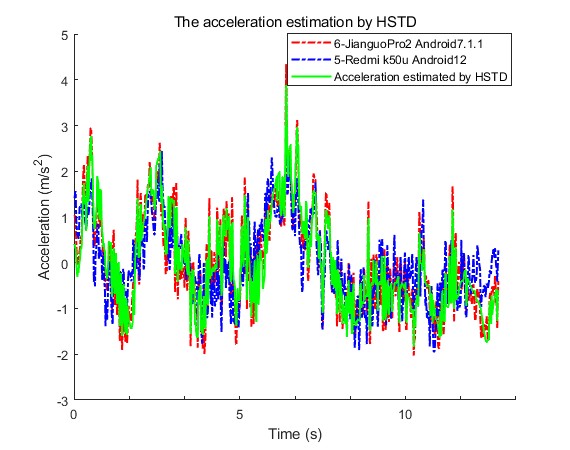 The acceleration estimation by HSTD
6-JianguoPro2 Android7.1.1
5-Redmi k50u Android12
Acceleration estimated by HSTD
Acceleration (m/s²)
5
4
3
2
1
0
-1
-2
-3
0
5
10
Time (s)